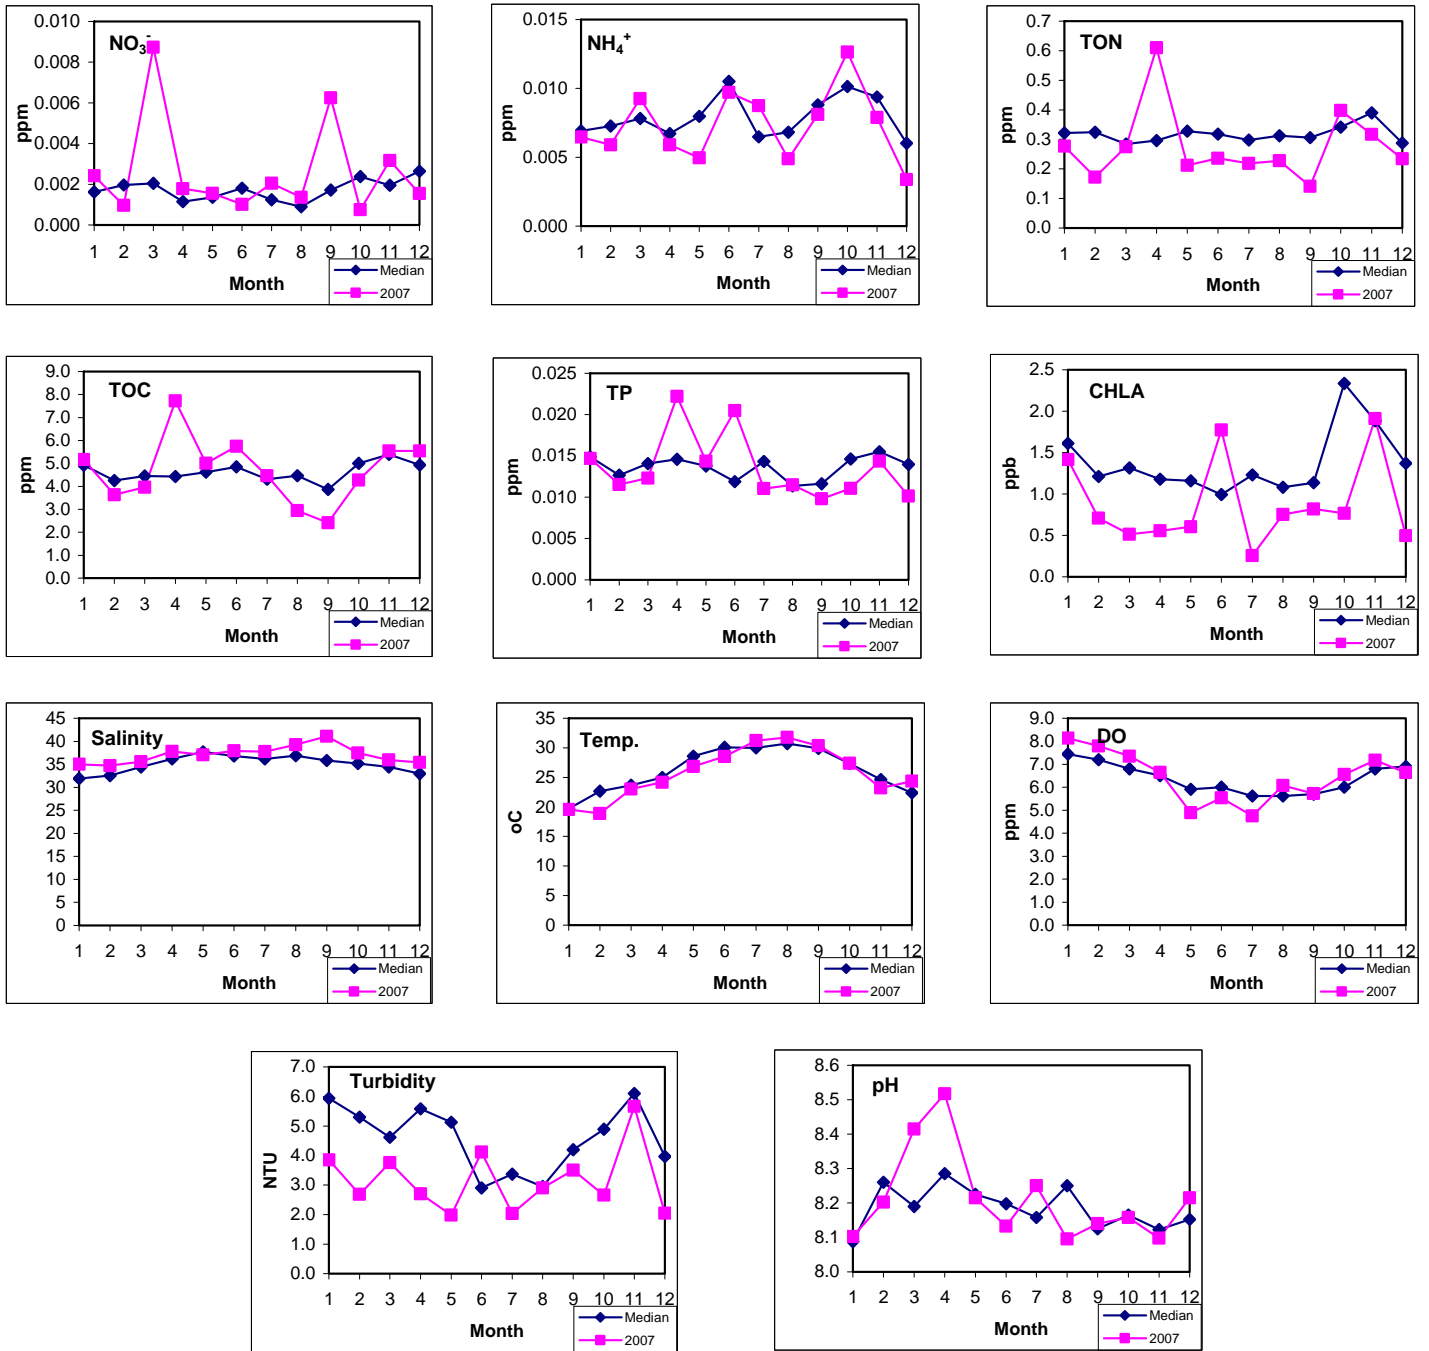 NO3-
ppm
0.010
0.008
0.006
0.004
0.002
0.000
1 2 3 4 5 6 7 8 9 10 11 12
Month
Median
2007
NH4+
ppm
0.015
0.010
0.005
0.000
1 2 3 4 5 6 7 8 9 10 11 12
Month
Median
2007
TON
ppm
0.7
0.6
0.5
0.4
0.3
0.2
0.1
0.0
1 2 3 4 5 6 7 8 9 10 11 12
Month
Median
2007
TOC
ppm
9.0
8.0
7.0
6.0
5.0
4.0
3.0
2.0
1.0
0.0
1 2 3 4 5 6 7 8 9 10 11 12
Month
Median
2007
TP
ppm
0.025
0.020
0.015
0.010
0.005
0.000
1 2 3 4 5 6 7 8 9 10 11 12
Month
Median
2007
CHLA
ppb
2.5
2.0
1.5
1.0
0.5
0.0
1 2 3 4 5 6 7 8 9 10 11 12
Month
Median
2007
Salinity
45
40
35
30
25
20
15
10
5
0
1 2 3 4 5 6 7 8 9 10 11 12
Month
Median
2007
Temp.
oC
35
30
25
20
15
10
5
0
1 2 3 4 5 6 7 8 9 10 11 12
Month
Median
2007
DO
ppm
9.0
8.0
7.0
6.0
5.0
4.0
3.0
2.0
1.0
0.0
1 2 3 4 5 6 7 8 9 10 11 12
Month
Median
2007
Turbidity
NTU
7.0
6.0
5.0
4.0
3.0
2.0
1.0
0.0
1 2 3 4 5 6 7 8 9 10 11 12
Month
Median
2007
pH
8.6
8.5
8.4
8.3
8.2
8.1
8.0
1 2 3 4 5 6 7 8 9 10 11 12
Month
Median
2007